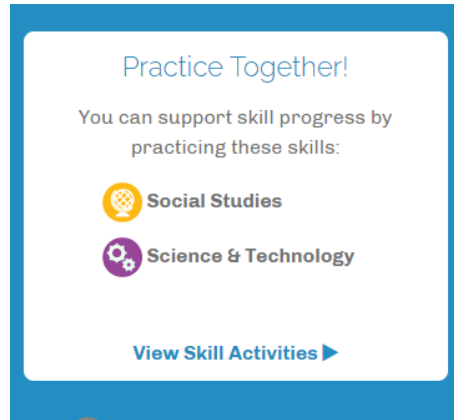 Practice Together!
You can support skill progress by
practicing these skills:
Social Studies
Science & Technology
View Skill Activities ▶